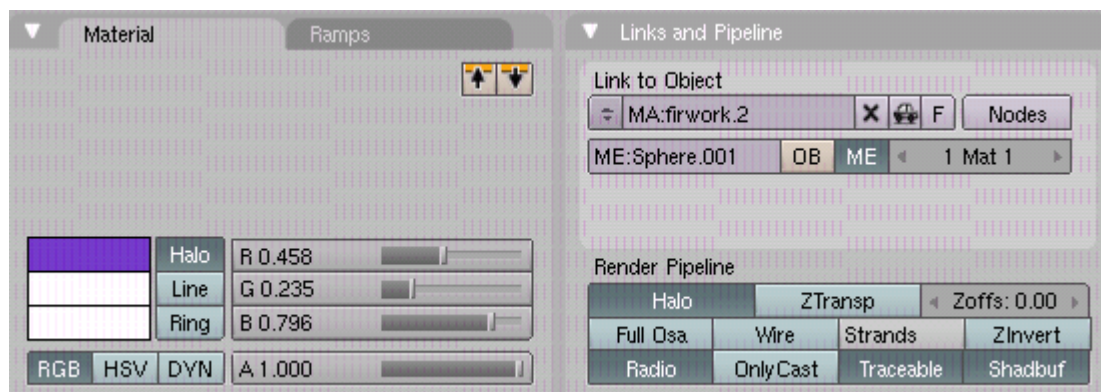 Material
Ramps
Links and Pipeline
Link to Object
MA:firwork.2
F
Nodes
ME:Sphere.001
OB
ME
1 Mat 1
Halo
R 0.458
Line
G 0.235
Ring
B 0.796
RGB
HSV
DYN
A 1.000
Render Pipeline
Halo
ZTransp
Zoffs: 0.00
Full Osa
Wire
Strands
ZInvert
Radio
OnlyCast
Traceable
Shadbuf